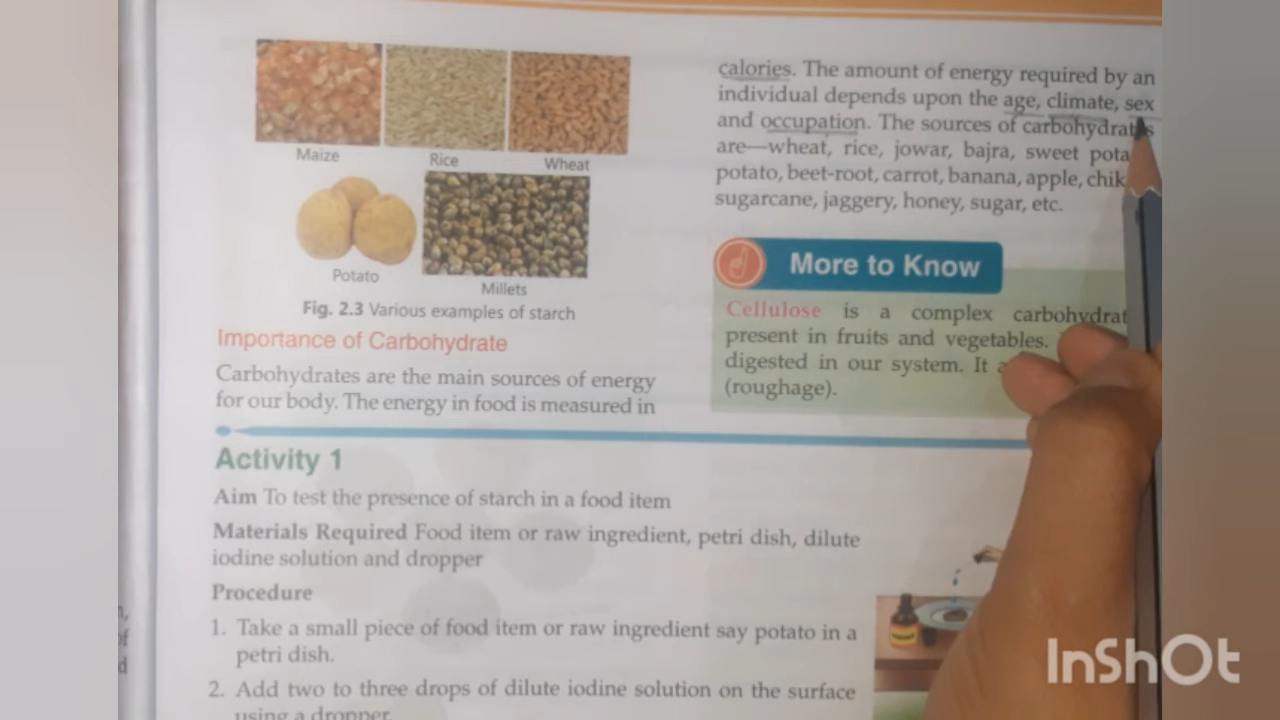 Maize
Rice
Wheat
Potato
Millets
Fig. 2.3 Various examples of starch
Importance of Carbohydrate
Carbohydrates are the main sources of energy
for our body. The energy in food is measured in
calories. The amount of energy required by an
individual depends upon the age, climate, sex
and occupation. The sources of carbohydrates
are—wheat, rice, jowar, bajra, sweet
potato, beet-root, carrot, banana, apple,
sugarcane, jaggery, honey, sugar, etc.
More to Know
Cellulose is a complex
present in fruits and vegetables.
digested in our system. It
(roughage).
Activity 1
Aim To test the presence of starch in a food item
Materials Required Food item or raw ingredient, petri dish, dilute
iodine solution and dropper
Procedure
1. Take a small piece of food item or raw ingredient say potato in a
petri dish.
2. Add two to three drops of dilute iodine solution on the surface
using a dropper.
InShOt